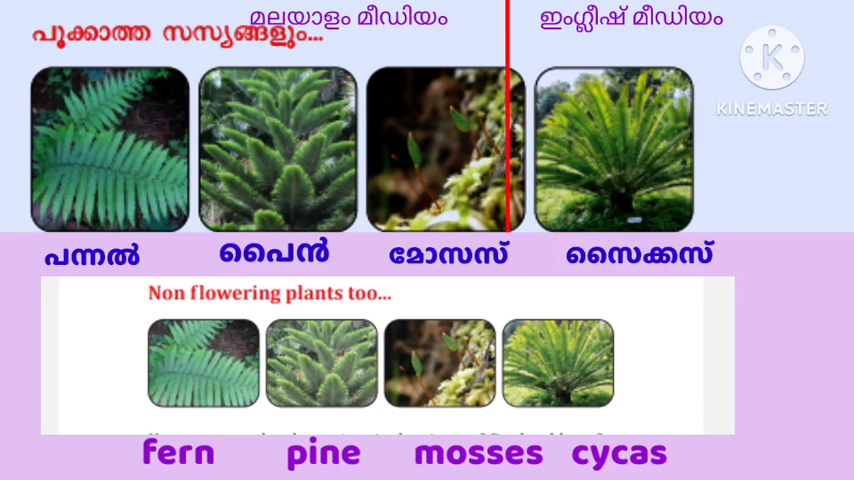 മലയാളം മീഡിയം
ഇംഗ്ലീഷ് മീഡിയം
പൂക്കാത്ത സസ്യങ്ങളും...
KINEMASTER
പന്നൽ
പൈൻ
മോസസ്
സൈക്കസ്
Non flowering plants too...
fern
pine
mosses
cycas